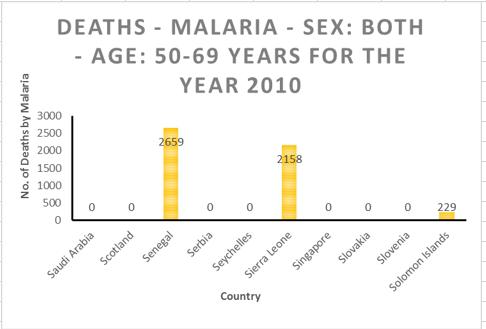 DEATHS - MALARIA - SEX: BOTH
- AGE: 50-69 YEARS FOR THE
YEAR 2010
No. of Deaths by Malaria
3000
2500
2000
1500
1000
500
0
0
0
2659
0
0
2158
0
0
0
229
Saudi Arabia
Scotland
Senegal
Serbia
Seychelles
Sierra Leone
Singapore
Slovakia
Slovenia
Solomon Islands
Country